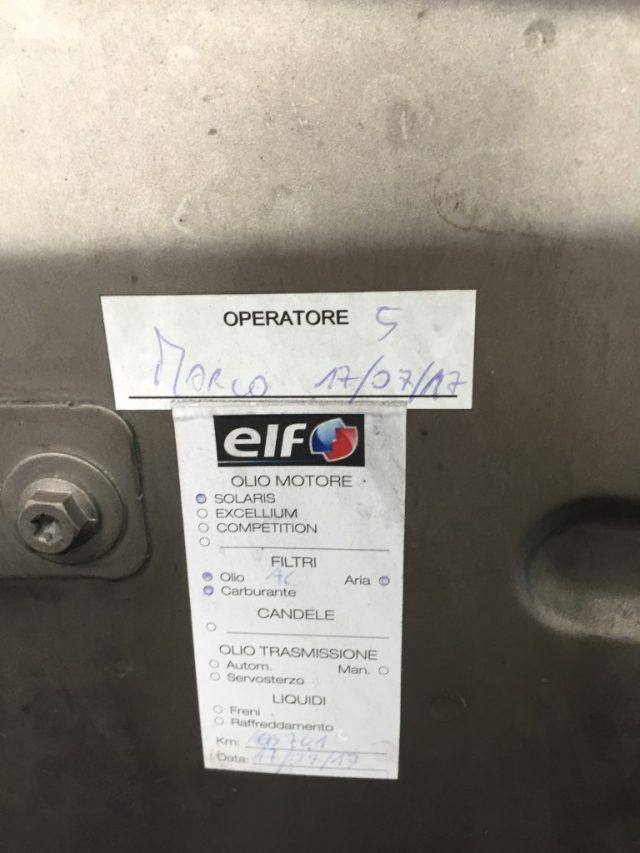 OPERATORE 5
MARCO 17/07/17
elf
OLIO MOTORE
SOLARIS
EXCELLIUM
COMPETITION
FILTRI
Olio AC Aria
Carburante
CANDELE
OLIO TRASMISSIONE
Autom. Man.
Servosterzo
LIQUIDI
Freni
Raffreddamento
Km:
Data: 17/07/17